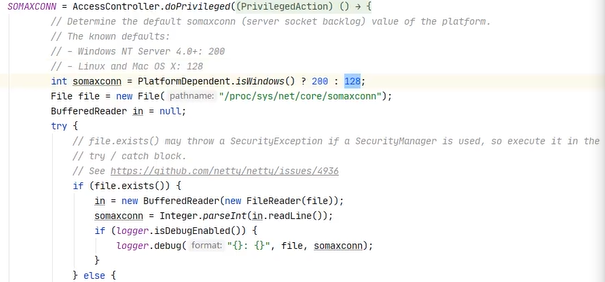 SOMAXCONN = AccessController.doPrivileged((PrivilegedAction) () → {
// Determine the default somaxconn (server socket backlog) value of the platform.
// The known defaults:
// - Windows NT Server 4.0+: 200
// - Linux and Mac OS X: 128
int somaxconn = PlatformDependent.isWindows() ? 200 : 128;
File file = new File( pathname: "/proc/sys/net/core/somaxconn");
BufferedReader in = null;
try {
// file.exists() may throw a SecurityException if a SecurityManager is used, so execute it in the
// try / catch block.
// See https://github.com/netty/netty/issues/4936
if (file.exists()) {
in = new BufferedReader(new FileReader(file));
somaxconn = Integer.parseInt(in.readLine());
if (logger.isDebugEnabled()) {
logger.debug( format: "{}: {}", file, somaxconn);
}
} else {